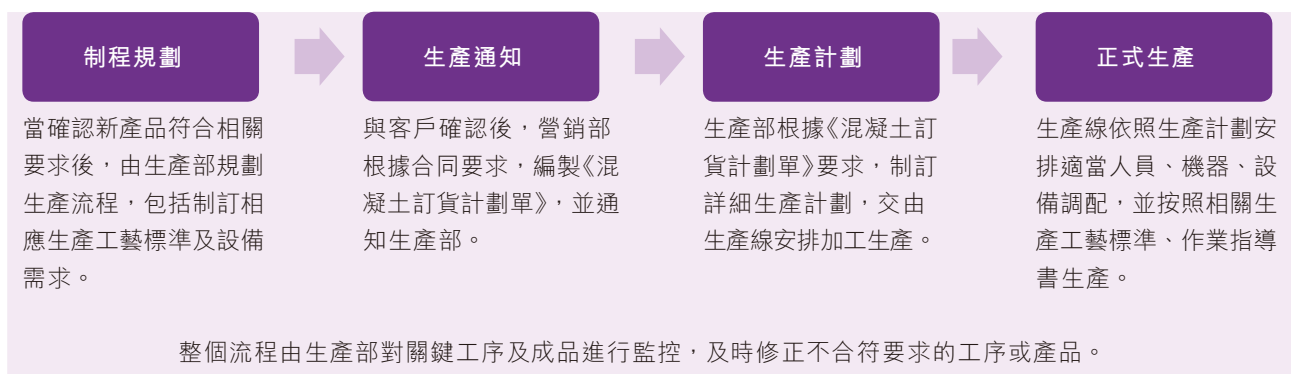 制程規劃
當確認新產品符合相關
要求後，由生產部規劃
生產流程，包括制訂相
應生產工藝標準及設備
需求。
生產通知
與客戶確認後，營銷部
根據合同要求，編製《混
凝土訂貨計劃單》，並通
知生產部。
生產計劃
生產部根據《混凝土訂
貨計劃單》要求，制訂
詳細生產計劃，交由
生產線安排加工生產。
正式生產
生產線依照生產計劃安
排適當人員、機器、設
備調配，並按照相關生
產工藝標準、作業指導
書生產。
整個流程由生產部對關鍵工序及成品進行監控，及時修正不合符要求的工序或產品。